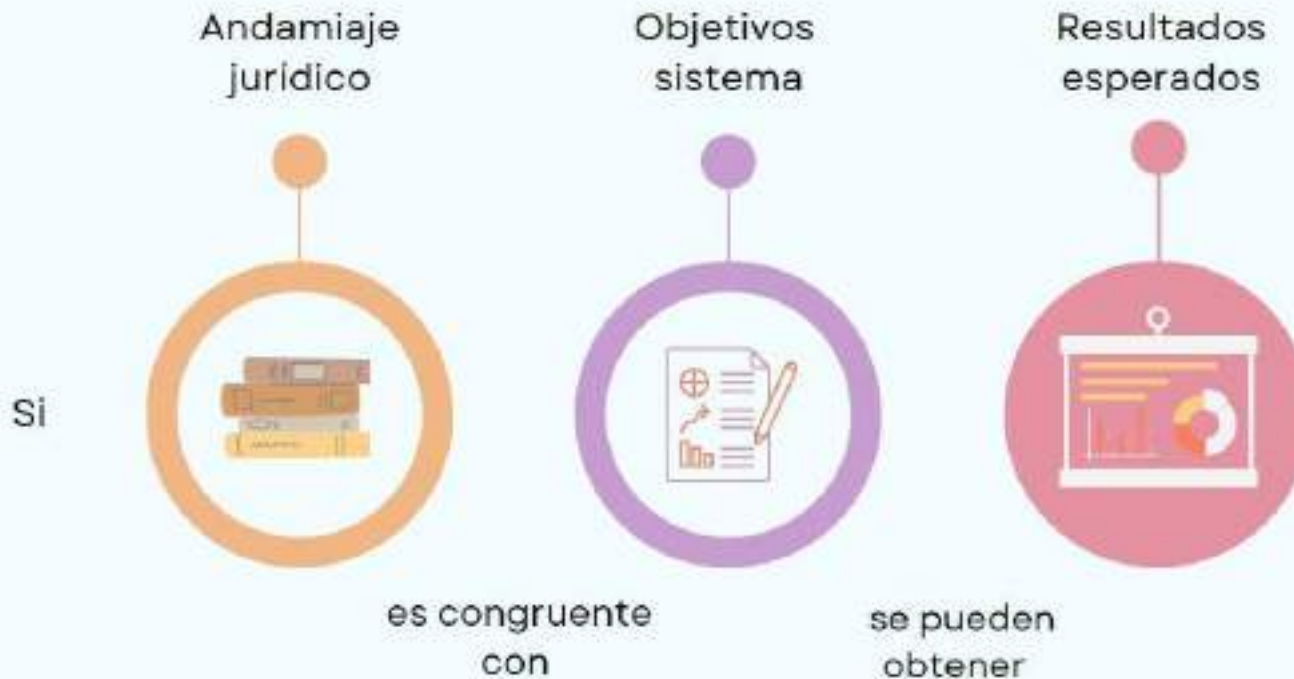 Andamiaje
jurídico
Objetivos
sistema
Resultados
esperados
Si
es congruente
con
se pueden
obtener